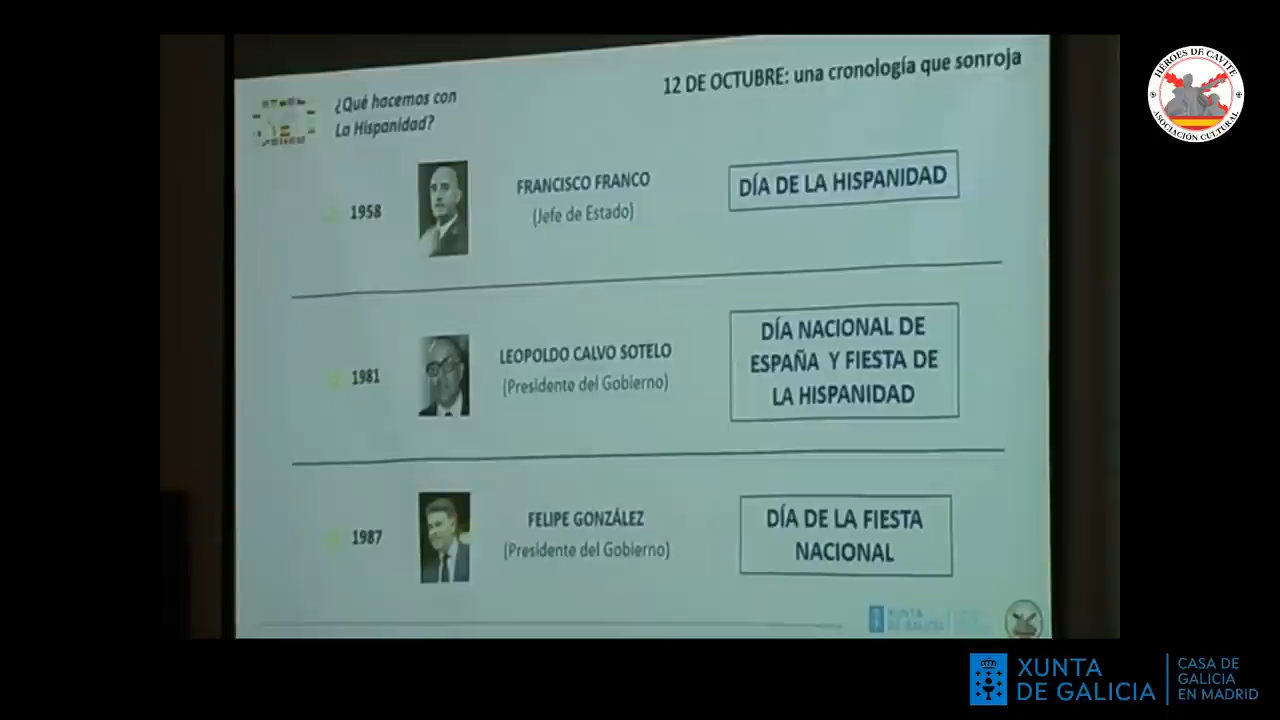 HÉROES DE CAVITE
ASOCIACIÓN CULTURAL
12 DE OCTUBRE: una cronología que sonroja
¿Qué hacemos con
La Hispanidad?
1958
FRANCISCO FRANCO
(Jefe de Estado)
DÍA DE LA HISPANIDAD
1981
LEOPOLDO CALVO SOTELO
(Presidente del Gobierno)
DÍA NACIONAL DE
ESPAÑA Y FIESTA DE
LA HISPANIDAD
1987
FELIPE GONZÁLEZ
(Presidente del Gobierno)
DÍA DE LA FIESTA
NACIONAL
XUNTA
DE GALICIA
XUNTA
DE GALICIA
CASA DE
GALICIA
EN MADRID